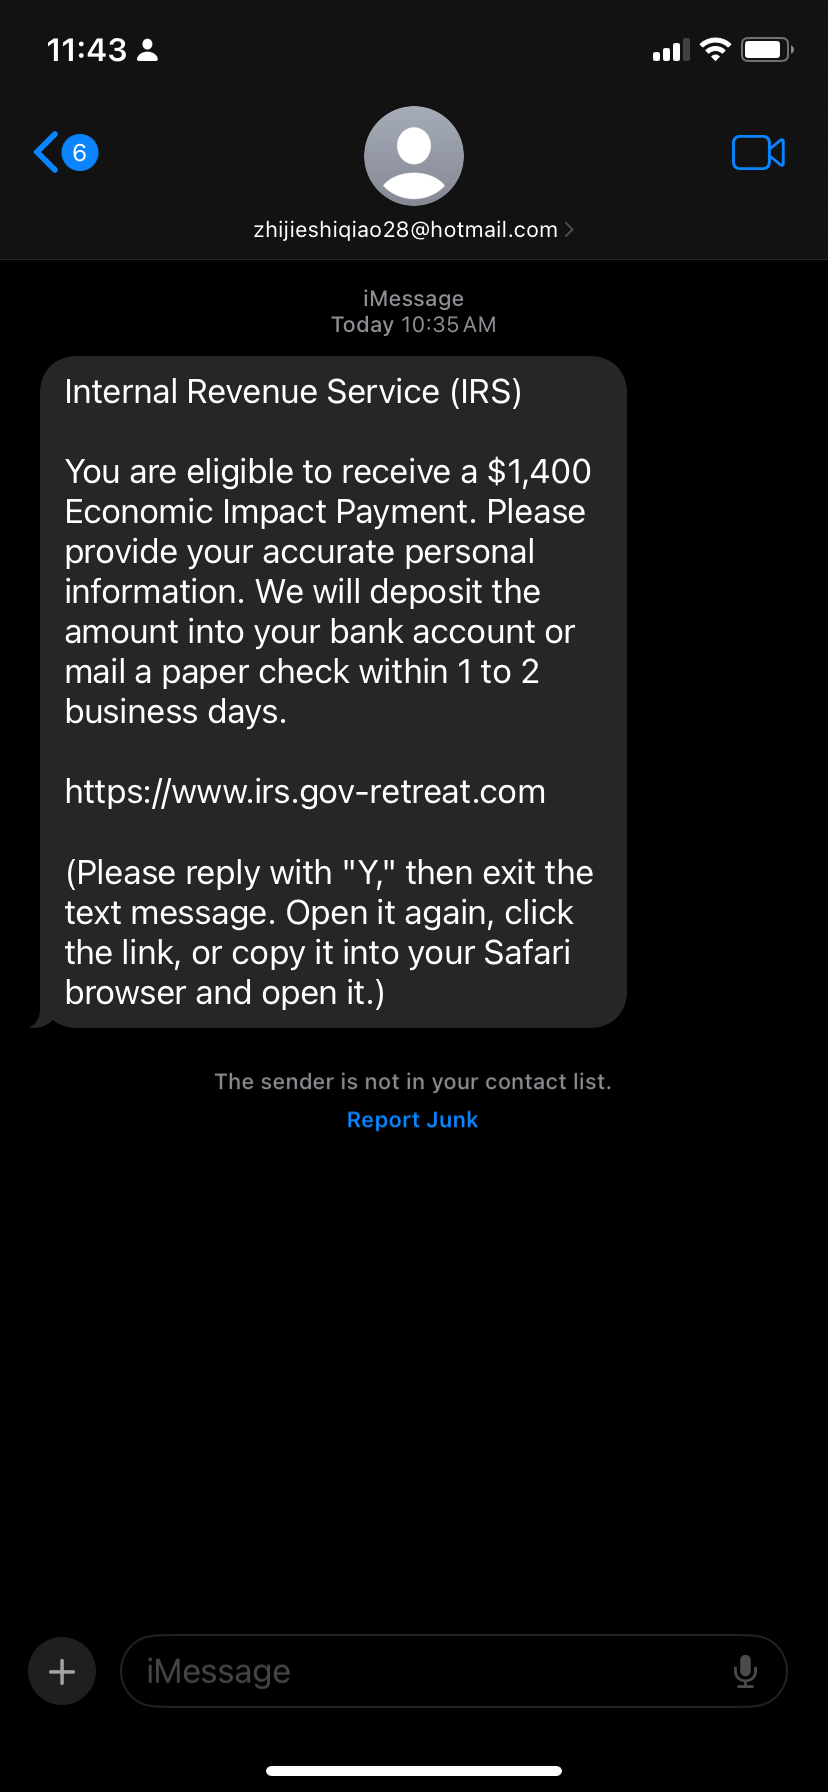 11:43
6
zhijieshiqiao28@hotmail.com
iMessage
Today 10:35 AM
Internal Revenue Service (IRS)
You are eligible to receive a $1,400
Economic Impact Payment. Please
provide your accurate personal
information. We will deposit the
amount into your bank account or
mail a paper check within 1 to 2
business days.
https://www.irs.gov-retreat.com
(Please reply with "Y," then exit the
text message. Open it again, click
the link, or copy it into your Safari
browser and open it.)
The sender is not in your contact list.
Report Junk
iMessage